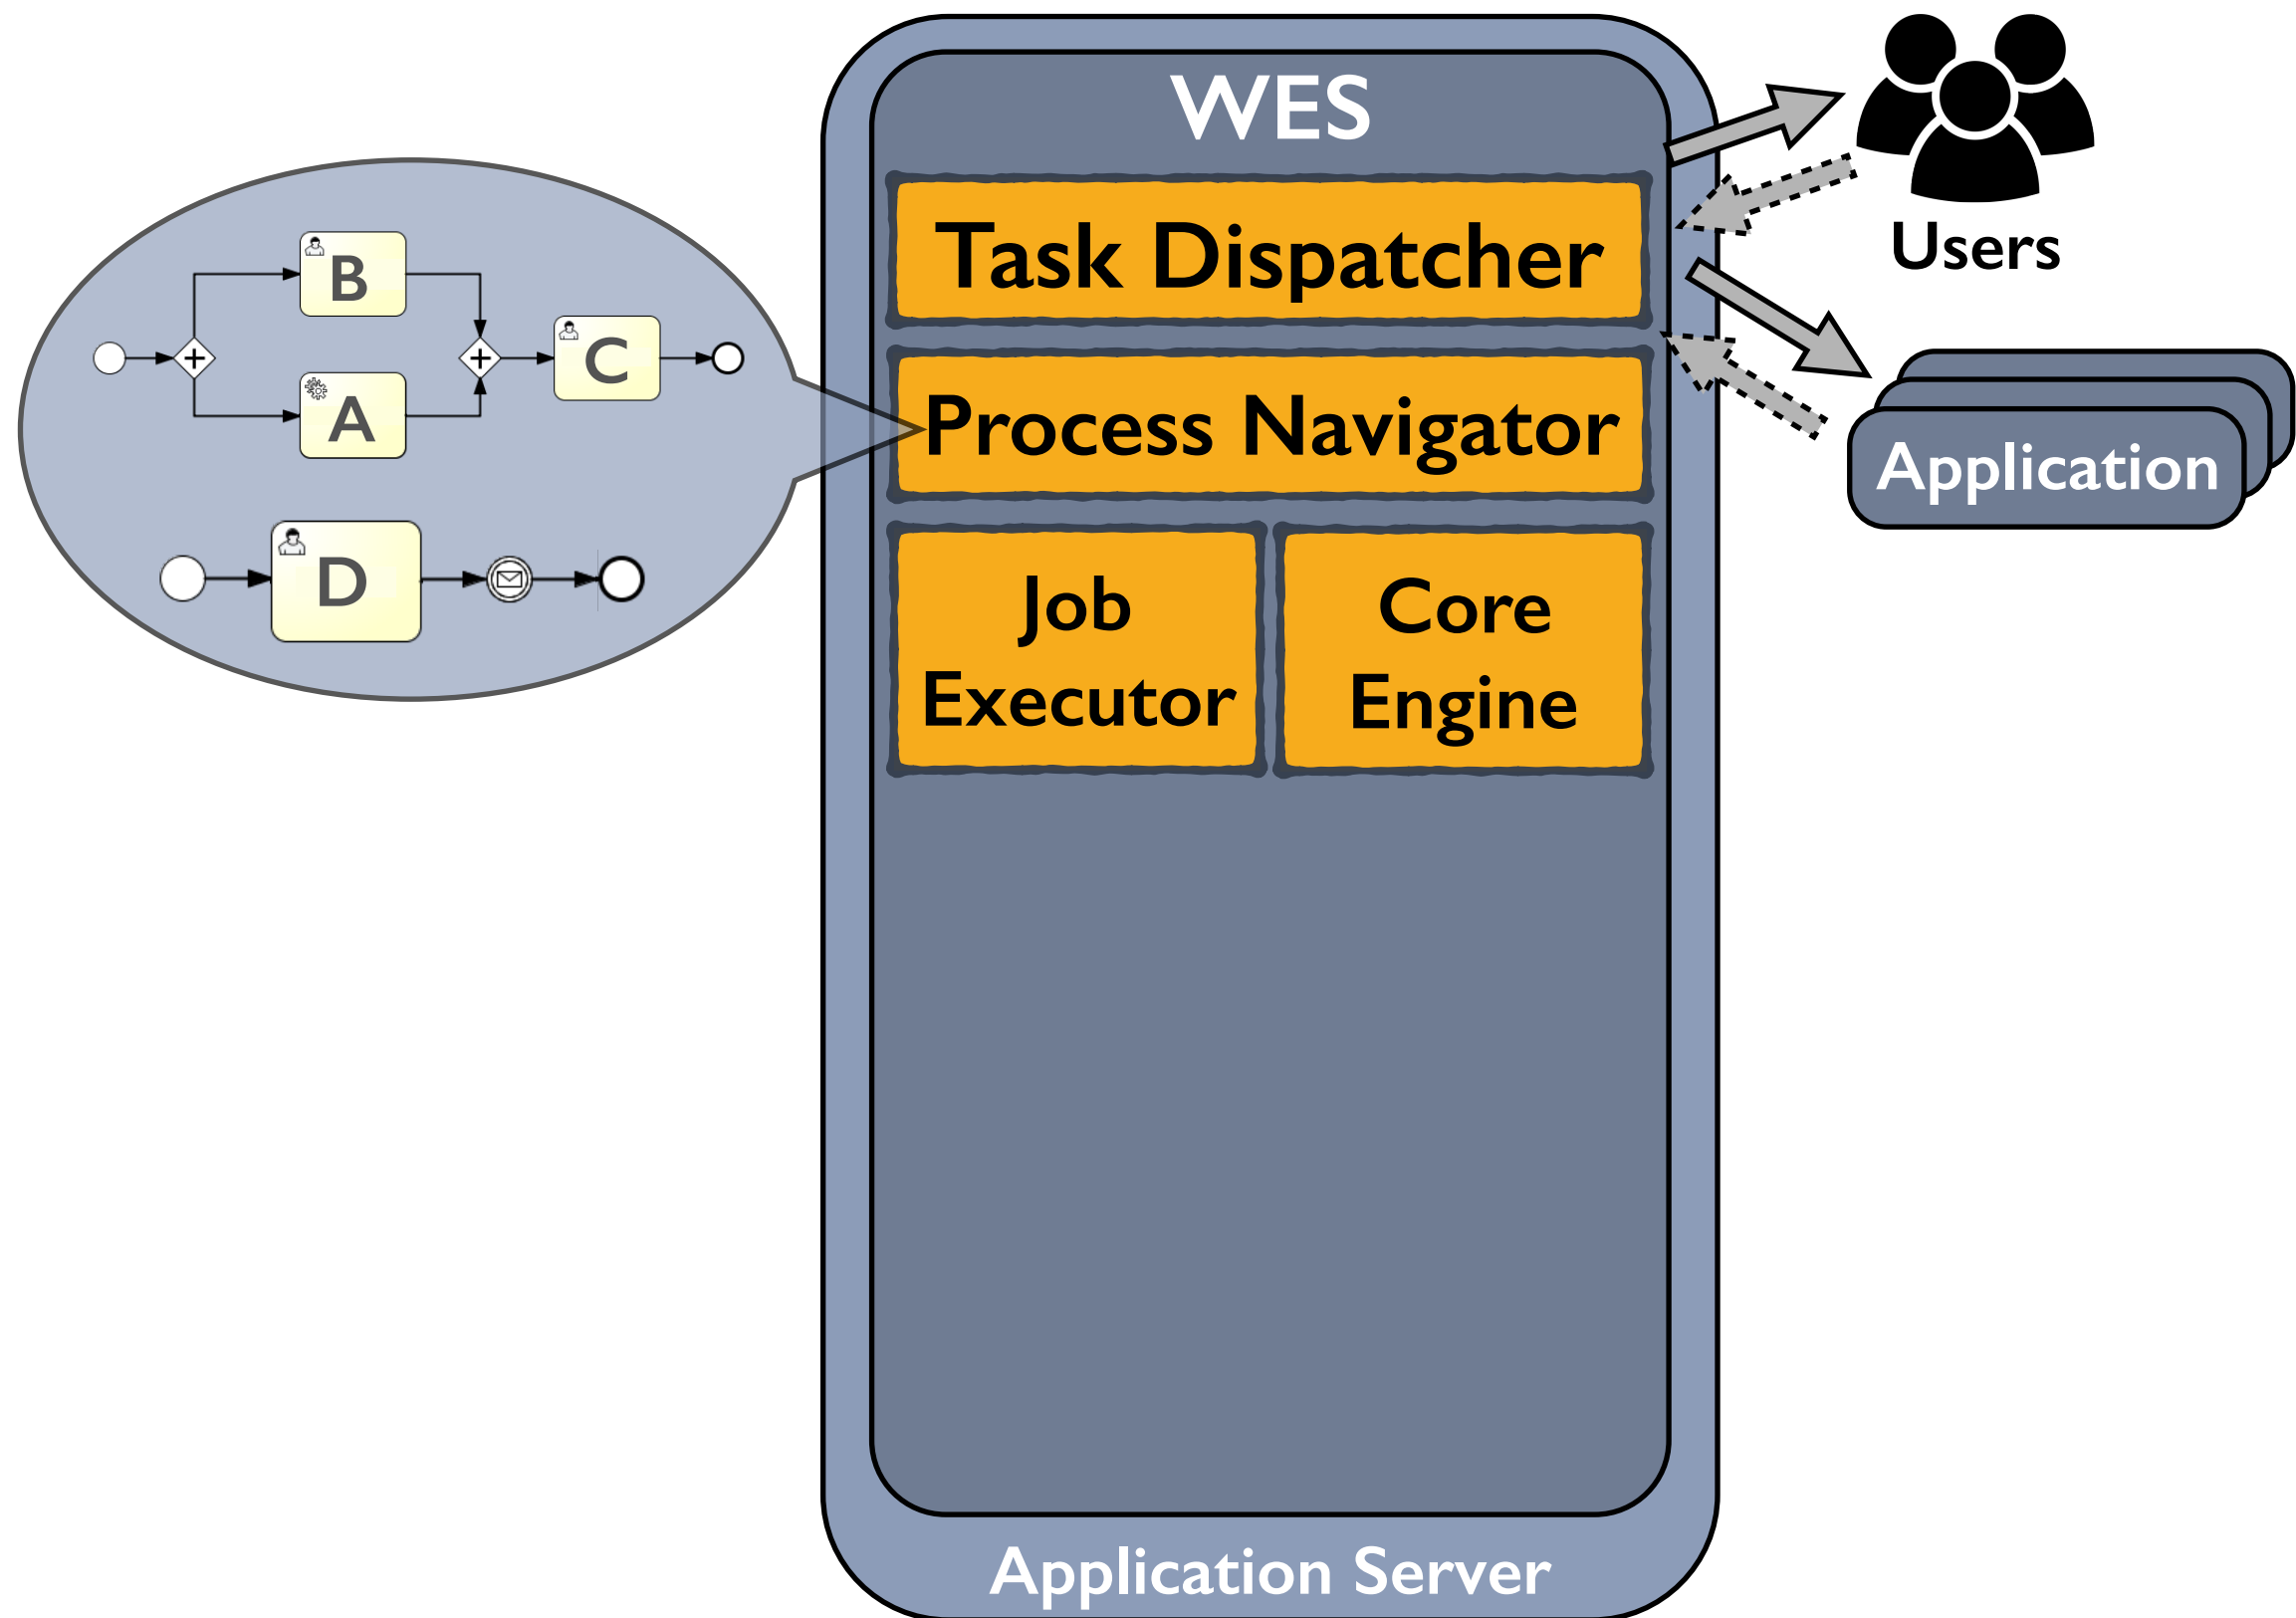 WES
Task Dispatcher
Users
B
C
A
Process Navigator
Application
D
Job
Executor
Core
Engine
Application Server